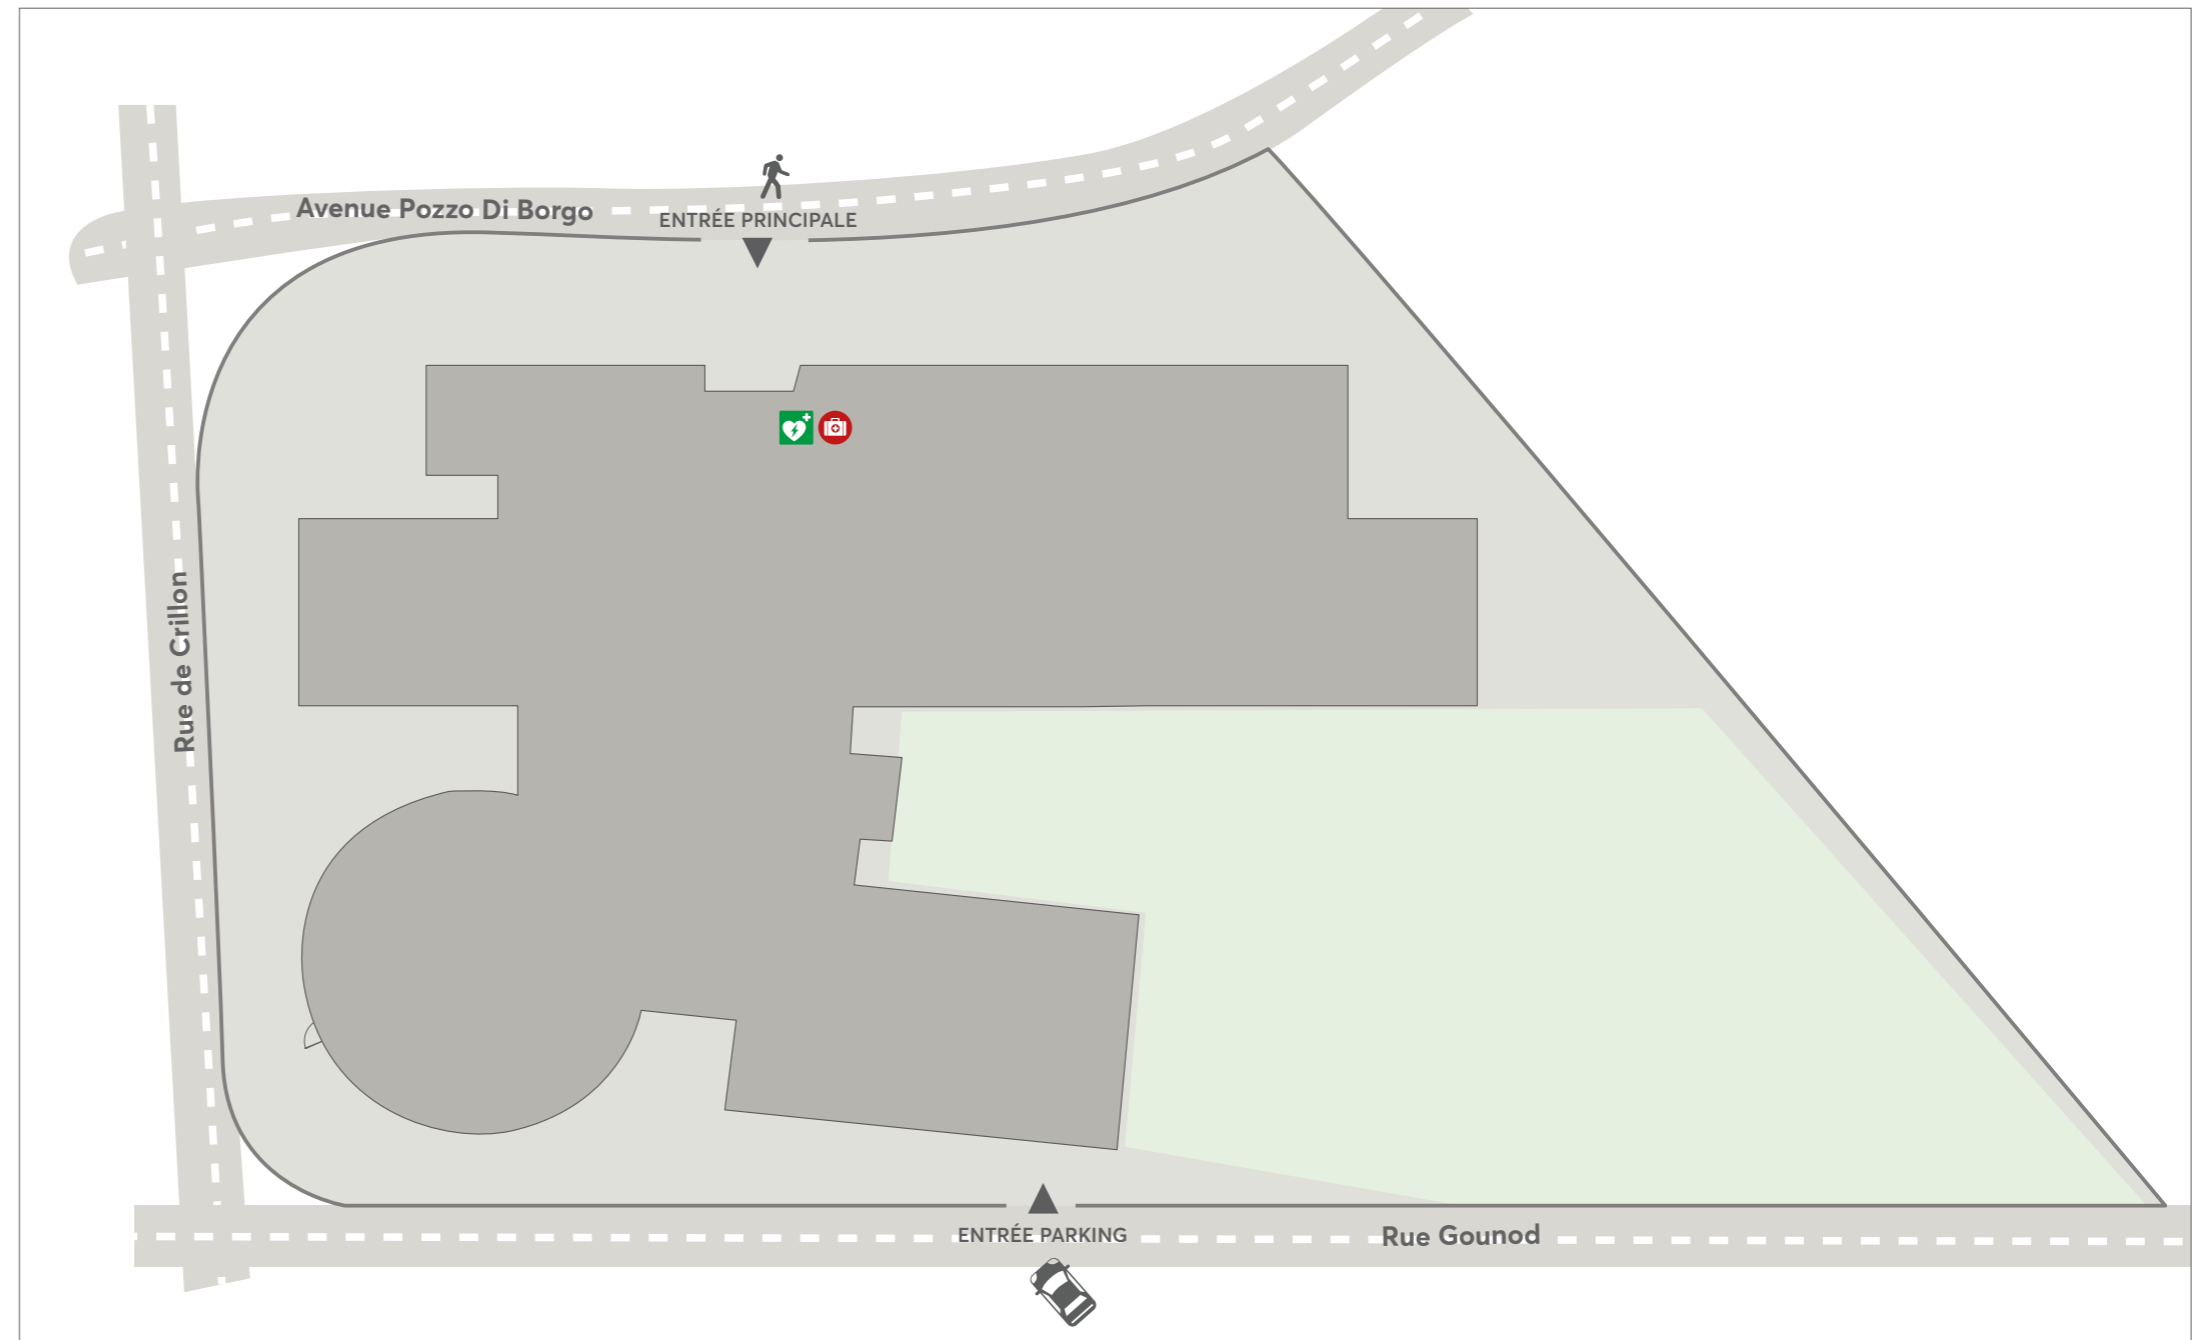 Avenue Pozzo Di Borgo
ENTRÉE PRINCIPALE
Rue de Crillon
ENTRÉE PARKING
Rue Gounod